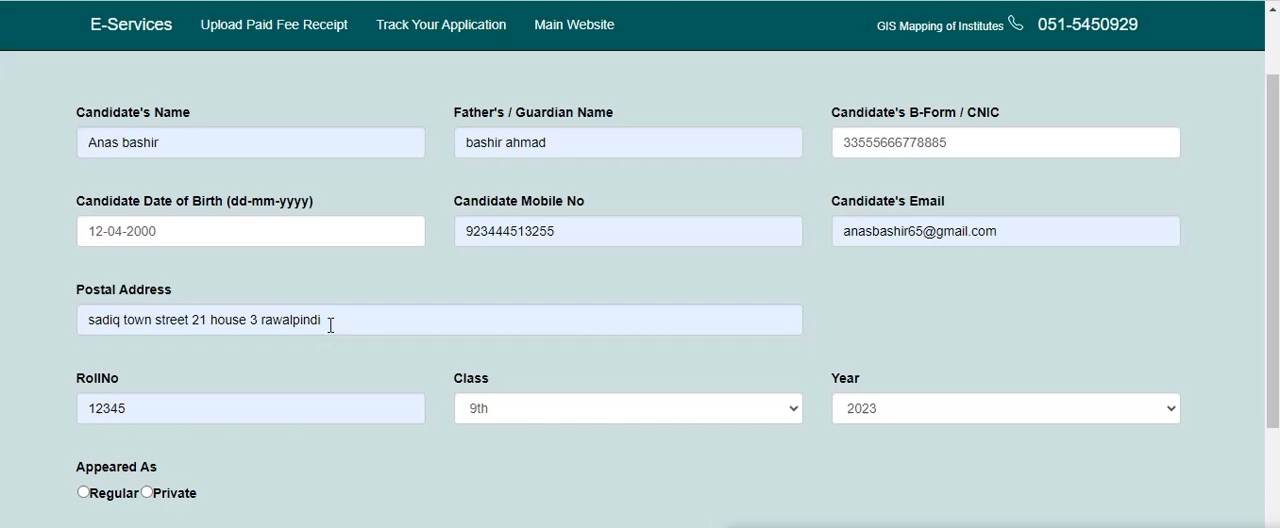 E-Services Upload Paid Fee Receipt Track Your Application Main Website GIS Mapping of Institutes 051-5450929
Candidate's Name Father's / Guardian Name Candidate's B-Form / CNIC
Anas bashir bashir ahmad 33555666778885
Candidate Date of Birth (dd-mm-yyyy) Candidate Mobile No Candidate's Email
12-04-2000 923444513255 anasbashir65@gmail.com
Postal Address
sadiq town street 21 house 3 rawalpindi
RollNo Class Year
12345 9th 2023
Appeared As
Regular Private